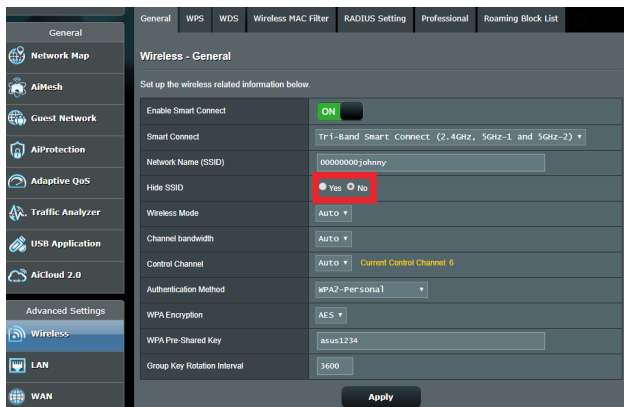 General WPS WDS Wireless MAC Filter RADIUS Setting Professional Roaming Block List
General
Network Map
AiMesh
Guest Network
AiProtection
Adaptive QoS
Traffic Analyzer
USB Application
AiCloud 2.0
Advanced Settings
Wireless
LAN
WAN
Wireless - General
Set up the wireless related information below.
Enable Smart Connect ON
Smart Connect Tri-Band Smart Connect (2.4GHz, 5GHz-1 and 5GHz-2)
Network Name (SSID) 00000000johnny
Hide SSID Yes No
Wireless Mode Auto
Channel bandwidth Auto
Control Channel Auto Current Control Channel: 6
Authentication Method WPA2-Personal
WPA Encryption AES
WPA Pre-Shared Key asus1234
Group Key Rotation Interval 3600
Apply